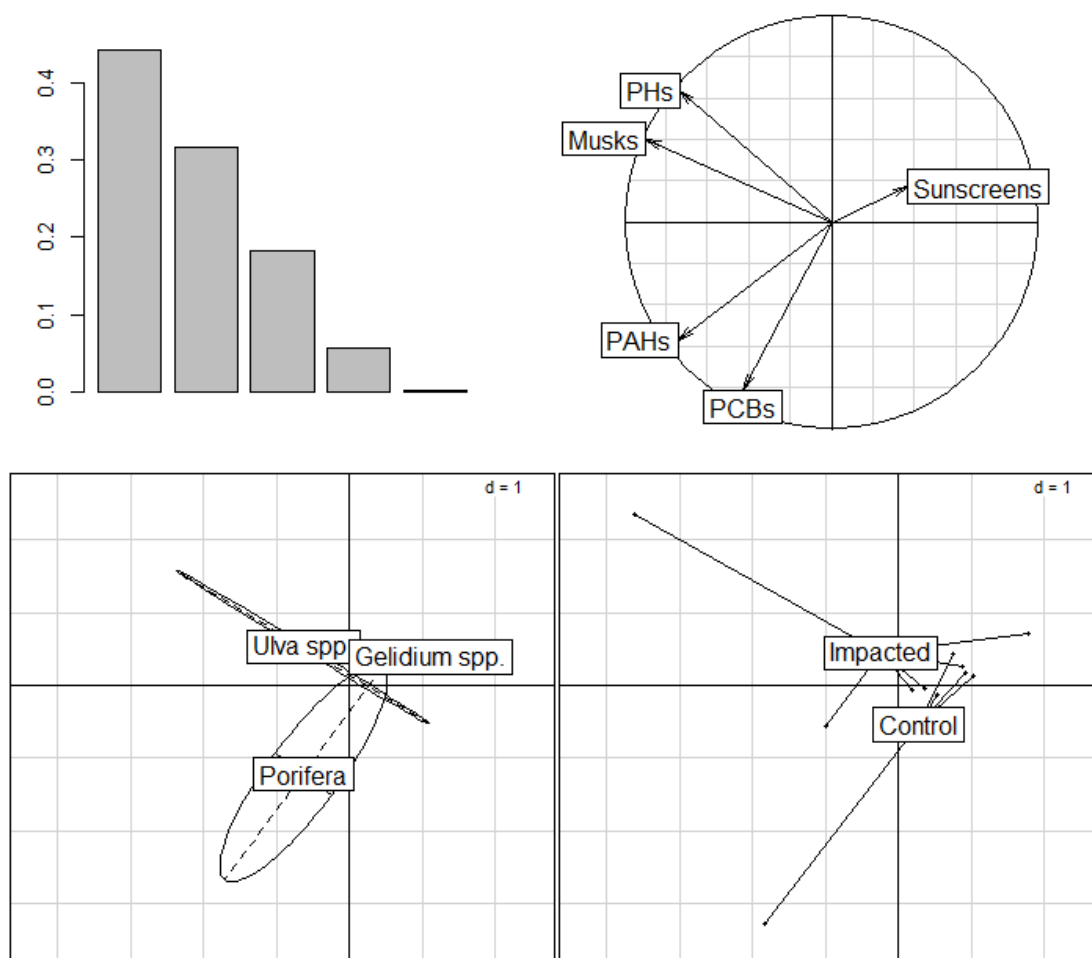 0.4
0.3
0.2
0.1
0.0
PHs
Musks
Sunscreens
PAHs
PCBs
d = 1
Ulva spp
Gelidium spp.
Porifera
d = 1
Impacted
Control